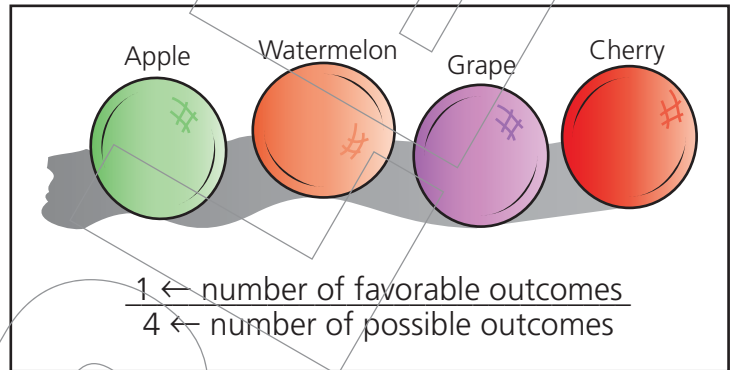 Apple
Watermelon
Grape
Cherry
1 ← number of favorable outcomes
4 ← number of possible outcomes